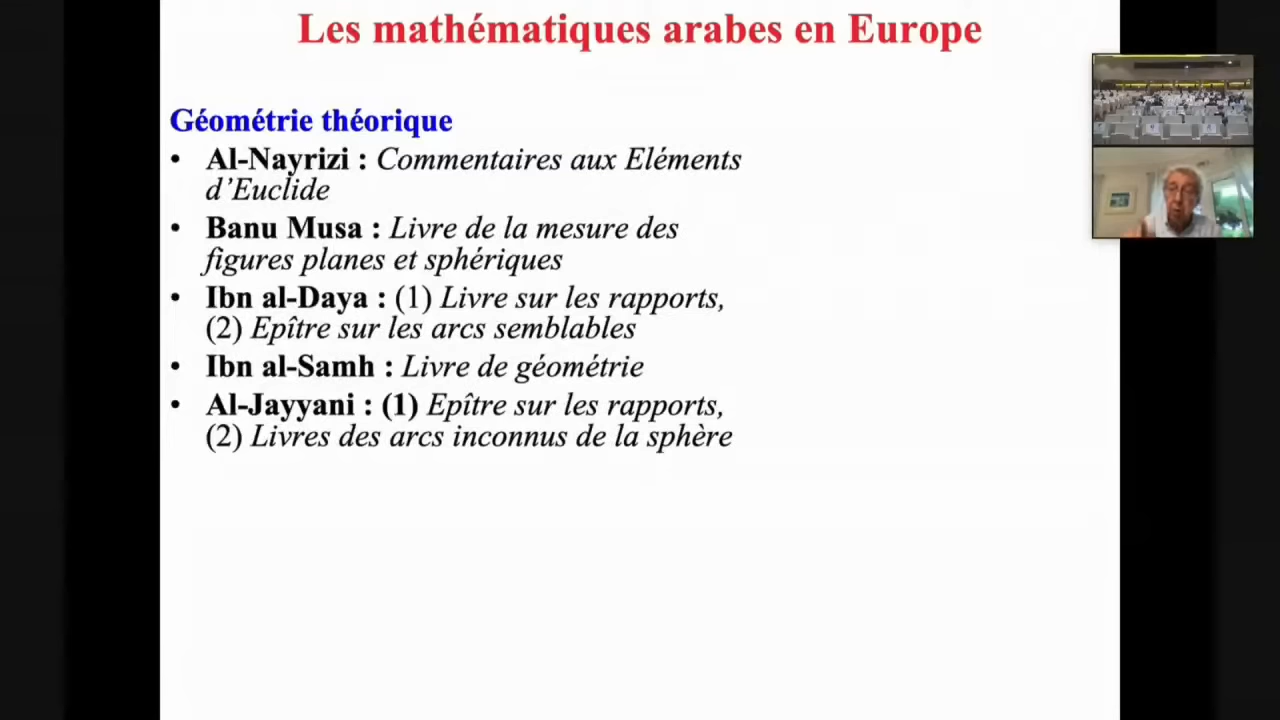 Les mathématiques arabes en Europe
Géométrie théorique
• Al-Nayrizi : Commentaires aux Eléments
d’Euclide
• Banu Musa : Livre de la mesure des
figures planes et sphériques
• Ibn al-Daya : (1) Livre sur les rapports,
(2) Epître sur les arcs semblables
• Ibn al-Samh : Livre de géométrie
• Al-Jayyani : (1) Epître sur les rapports,
(2) Livres des arcs inconnus de la sphère